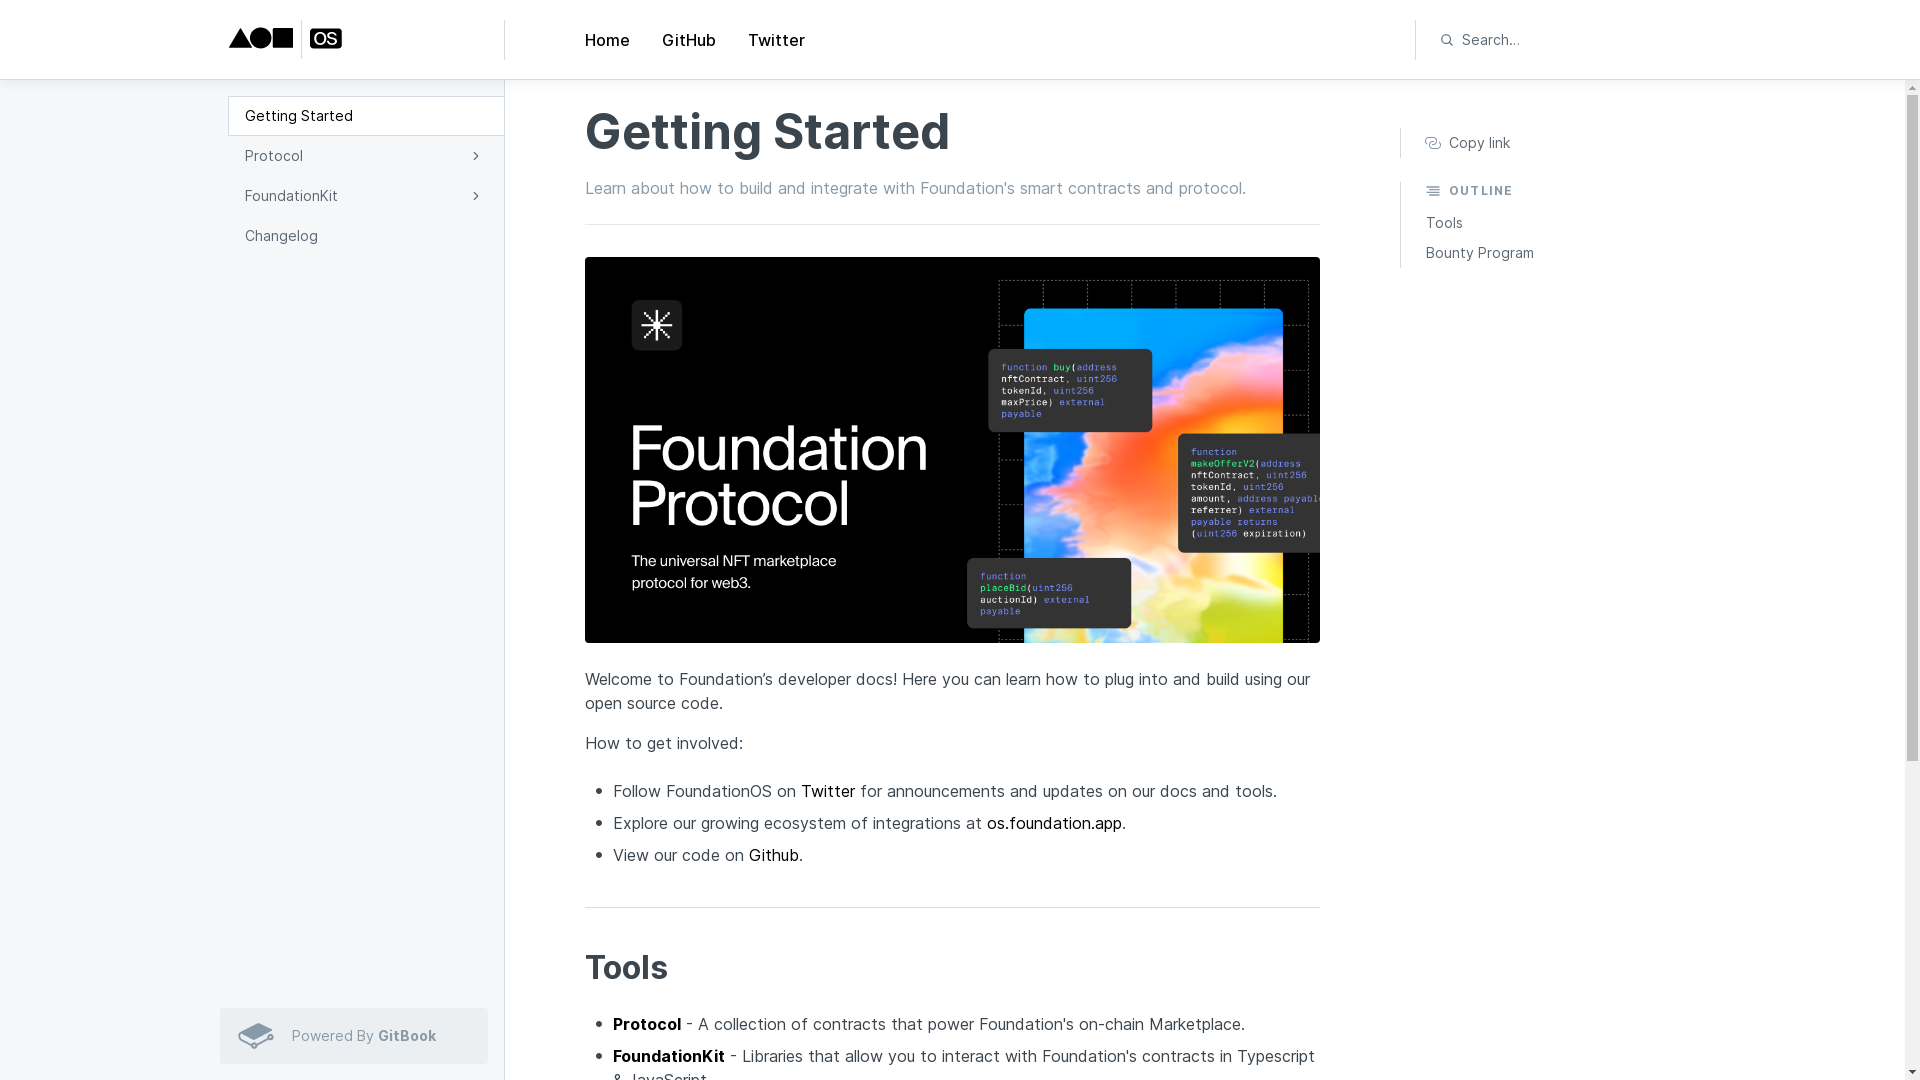 OS
Home
GitHub
Twitter
Search…
Getting Started
Protocol
FoundationKit
Changelog
Powered By GitBook
Getting Started
Learn about how to build and integrate with Foundation's smart contracts and protocol.
Foundation
Protocol
The universal NFT marketplace
protocol for web3.
function buy(address
nftContract, uint256
tokenId, uint256
maxPrice) external
payable
function
makeOfferV2(address
nftContract, uint256
tokenId, uint256
amount, address payable
referrer) external
payable returns
(uint256 expiration)
function
placeBid(uint256
auctionId) external
payable
Welcome to Foundation’s developer docs! Here you can learn how to plug into and build using our
open source code.
How to get involved:
Follow FoundationOS on Twitter for announcements and updates on our docs and tools.
Explore our growing ecosystem of integrations at os.foundation.app.
View our code on Github.
Tools
Protocol - A collection of contracts that power Foundation's on-chain Marketplace.
FoundationKit - Libraries that allow you to interact with Foundation's contracts in Typescript
& JavaScript
Copy link
OUTLINE
Tools
Bounty Program